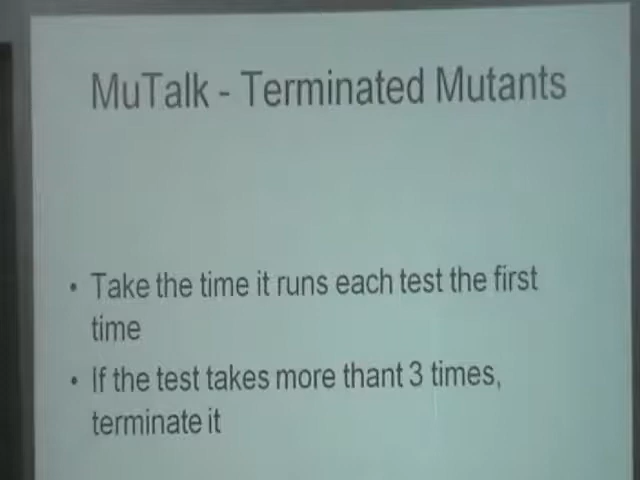 MuTalk - Terminated Mutants
• Take the time it runs each test the first
time
• If the test takes more thant 3 times,
terminate it